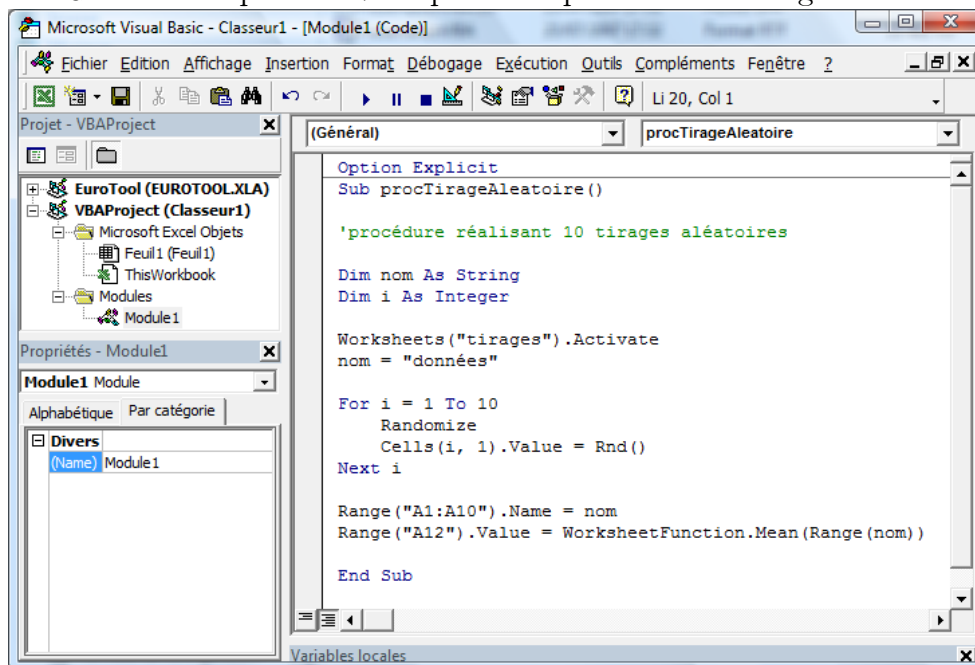 Microsoft Visual Basic - Classeur1 - [Module1 (Code)]
Fichier Edition Affichage Insertion Format Débogage Exécution Outils Compléments Fenêtre ?
Li 20, Col 1
Projet - VBAProject
EuroTool (EUROTOOL.XLA)
VBAProject (Classeur1)
Microsoft Excel Objets
Feuil1 (Feuil1)
ThisWorkbook
Modules
Module1
Propriétés - Module1
Module1 Module
Alphabétique Par catégorie
Divers
(Name) Module1
(Général) procTirageAleatoire
Option Explicit
Sub procTirageAleatoire()
'procédure réalisant 10 tirages aléatoires
Dim nom As String
Dim i As Integer
Worksheets("tirages").Activate
nom = "données"
For i = 1 To 10
Randomize
Cells(i, 1).Value = Rnd()
Next i
Range("A1:A10").Name = nom
Range("A12").Value = WorksheetFunction.Mean(Range(nom))
End Sub
Variables locales